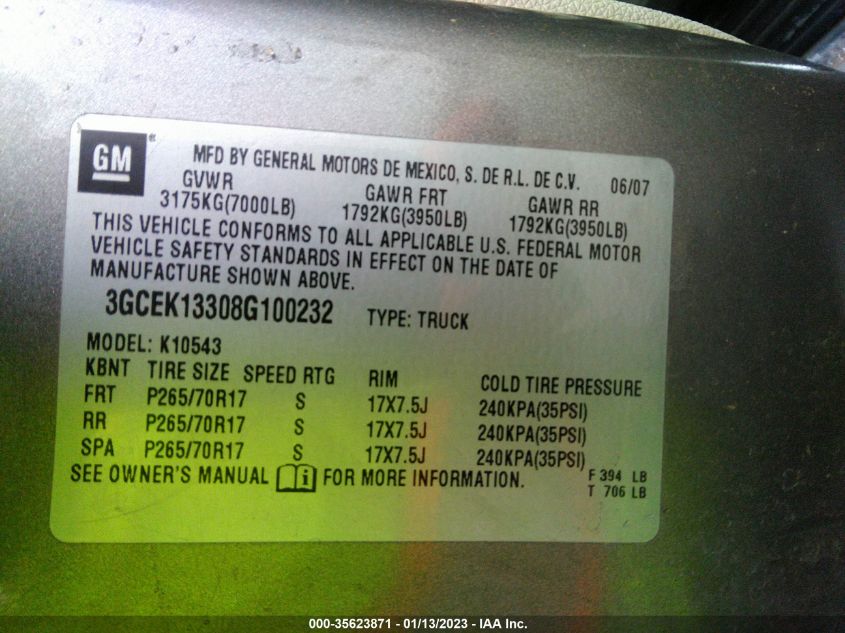 GM ® MFD BY GENERAL MOTORS DE MEXICO, S. DE R.L. DE C.V. 06/07
GVWR GAWR FRT GAWR RR
3175KG(7000LB) 1792KG(3950LB) 1792KG(3950LB)
THIS VEHICLE CONFORMS TO ALL APPLICABLE U.S. FEDERAL MOTOR
VEHICLE SAFETY STANDARDS IN EFFECT ON THE DATE OF
MANUFACTURE SHOWN ABOVE.
3GCEK13308G100232 TYPE: TRUCK
MODEL: K10543
KBNT TIRE SIZE SPEED RTG RIM COLD TIRE PRESSURE
FRT P265/70R17 S 17X7.5J 240KPA(35PSI)
RR P265/70R17 S 17X7.5J 240KPA(35PSI)
SPA P265/70R17 S 17X7.5J 240KPA(35PSI)
SEE OWNER'S MANUAL i FOR MORE INFORMATION.
F 394 LB
T 706 LB
000-35623871 - 01/13/2023 - IAA Inc.